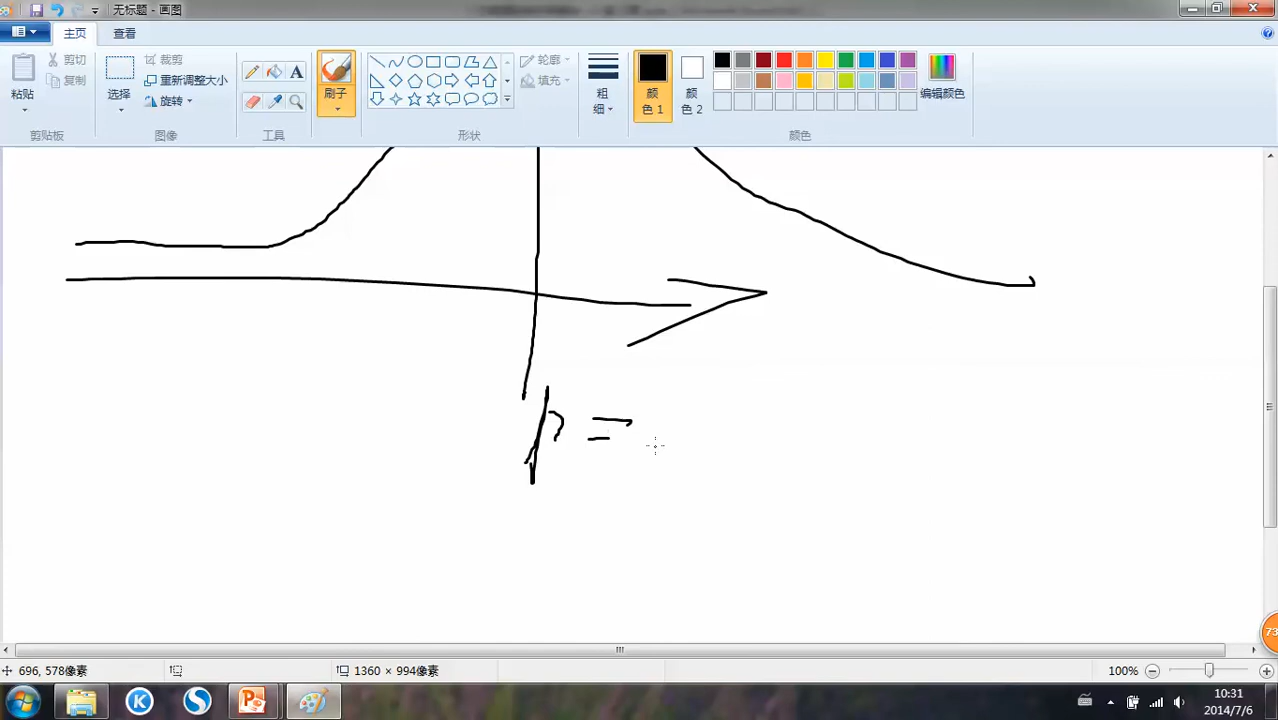 无标题 - 画图
主页 查看
粘贴
剪切
复制
剪贴板
选择
裁剪
重新调整大小
旋转
图像
A
工具
刷子
形状
轮廓
填充
粗细
颜色 1
颜色 2
颜色
编辑颜色
p =
73
696, 578像素
1360 × 994像素
100%
10:31
2014/7/6